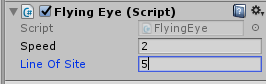 Flying Eye (Script)
Script FlyingEye
Speed 2
Line Of Site 5